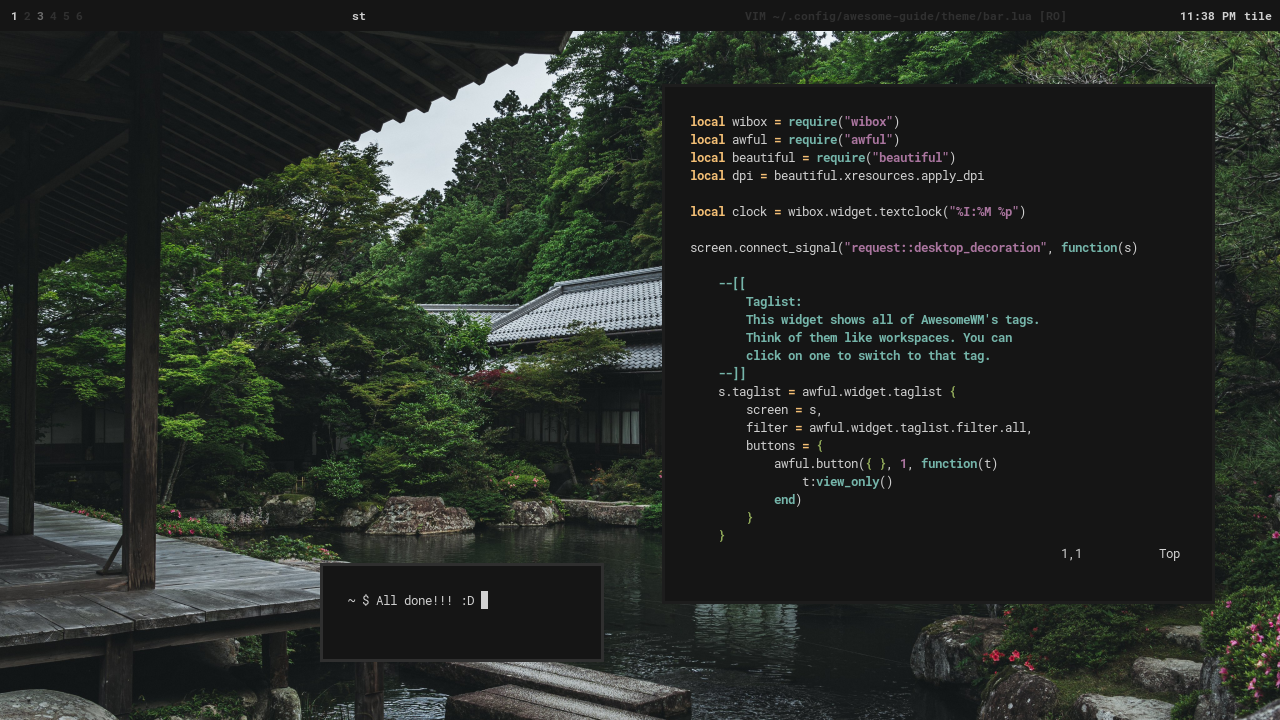 1 2 3 4 5 6 st VIM ~/.config/awesome-guide/theme/bar.lua [RO] 11:38 PM tile
local wibox = require("wibox")
local awful = require("awful")
local beautiful = require("beautiful")
local dpi = beautiful.xresources.apply_dpi
local clock = wibox.widget.textclock("%I:%M %p")
screen.connect_signal("request::desktop_decoration", function(s)
--[[
Taglist:
This widget shows all of AwesomeWM's tags.
Think of them like workspaces. You can
click on one to switch to that tag.
--]]
s.taglist = awful.widget.taglist {
screen = s,
filter = awful.widget.taglist.filter.all,
buttons = {
awful.button({ }, 1, function(t)
t:view_only()
end)
}
}
1,1 Top
~ $ All done!!! :D